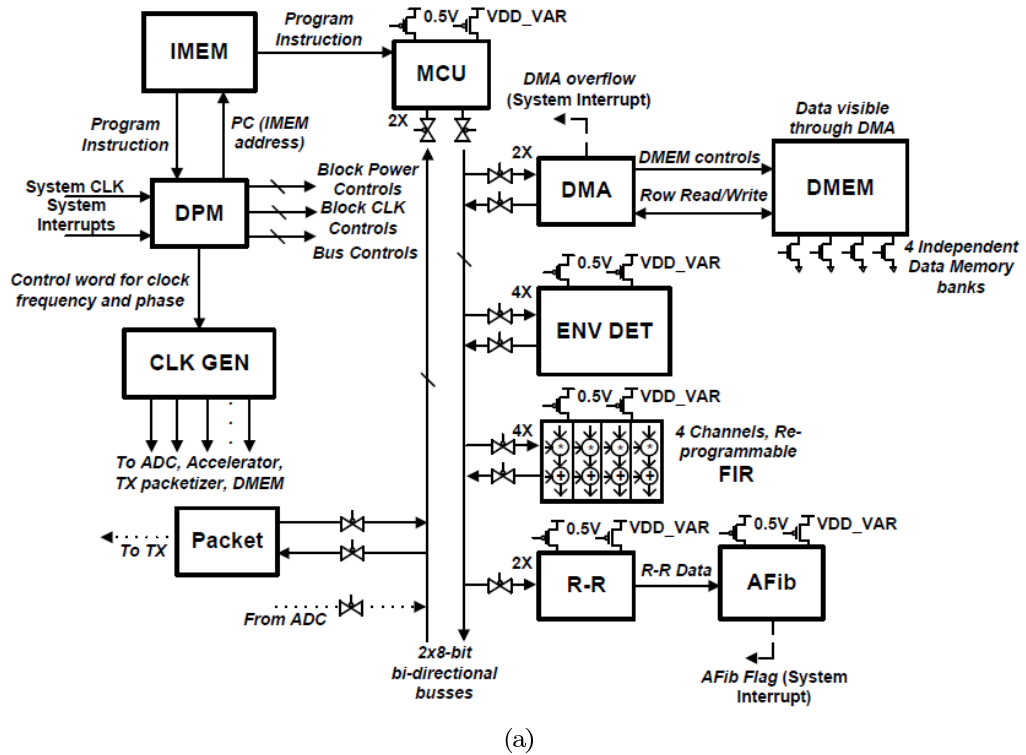 IMEM
Program
Instruction
0.5V
VDD_VAR
MCU
2X
Program
Instruction
PC (IMEM
address)
System CLK
System
Interrupts
DPM
Block Power
Controls
Block CLK
Controls
Bus Controls
Control word for clock
frequency and phase
CLK GEN
To ADC, Accelerator,
TX packetizer, DMEM
To TX
Packet
From ADC
2x8-bit
bi-directional
busses
DMA overflow
(System Interrupt)
2X
DMA
DMEM controls
Row Read/Write
Data visible
through DMA
DMEM
4 Independent
Data Memory
banks
0.5V
VDD_VAR
4X
ENV DET
0.5V
VDD_VAR
4X
* * * *
+ + + +
4 Channels, Re-
programmable
FIR
0.5V
VDD_VAR
2X
R-R
R-R Data
0.5V
VDD_VAR
AFib
AFib Flag (System
Interrupt)
(a)